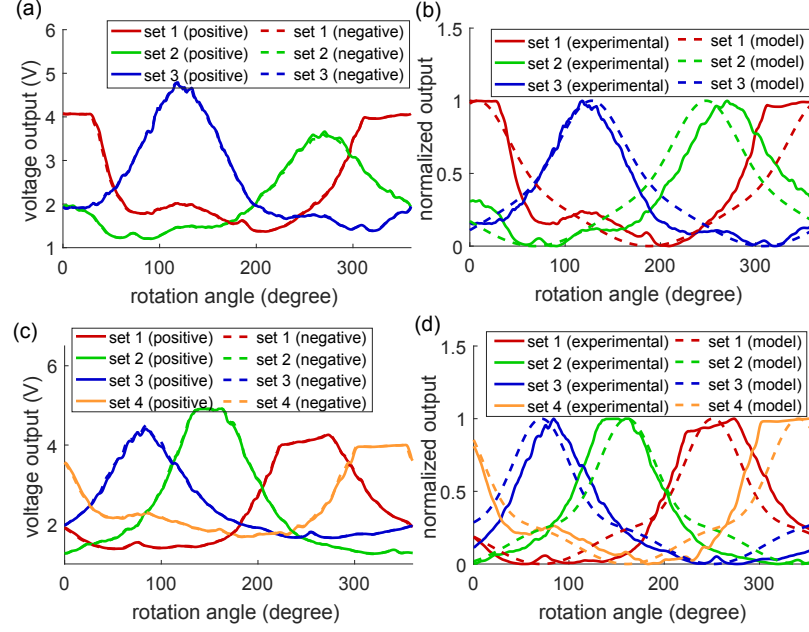 (a)
set 1 (positive) set 1 (negative)
set 2 (positive) set 2 (negative)
set 3 (positive) set 3 (negative)
voltage output (V)
6
5
4
3
2
1
0 100 200 300
rotation angle (degree)
(b)
set 1 (experimental) set 1 (model)
set 2 (experimental) set 2 (model)
set 3 (experimental) set 3 (model)
normalized output
1.5
1
0.5
0
0 100 200 300
rotation angle (degree)
(c)
set 1 (positive) set 1 (negative)
set 2 (positive) set 2 (negative)
set 3 (positive) set 3 (negative)
set 4 (positive) set 4 (negative)
voltage output (V)
6
4
2
0 100 200 300
rotation angle (degree)
(d)
set 1 (experimental) set 1 (model)
set 2 (experimental) set 2 (model)
set 3 (experimental) set 3 (model)
set 4 (experimental) set 4 (model)
normalized output
1.5
1
0.5
0
0 100 200 300
rotation angle (degree)